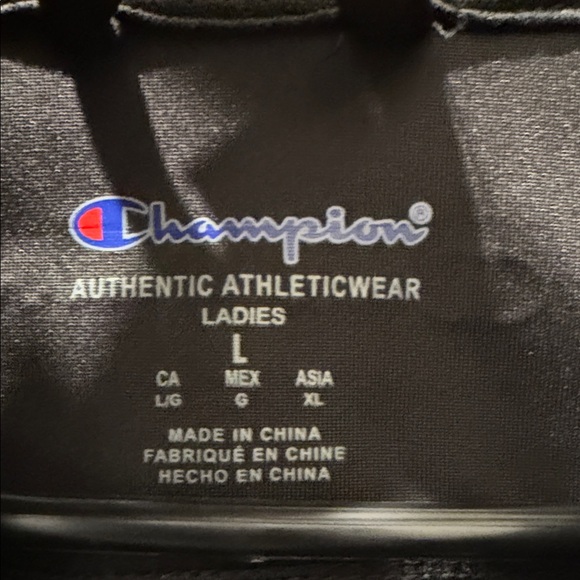 Champion®
AUTHENTIC ATHLETICWEAR
LADIES
L
CA MEX ASIA
L/G G XL
MADE IN CHINA
FABRIQUÉ EN CHINE
HECHO EN CHINA